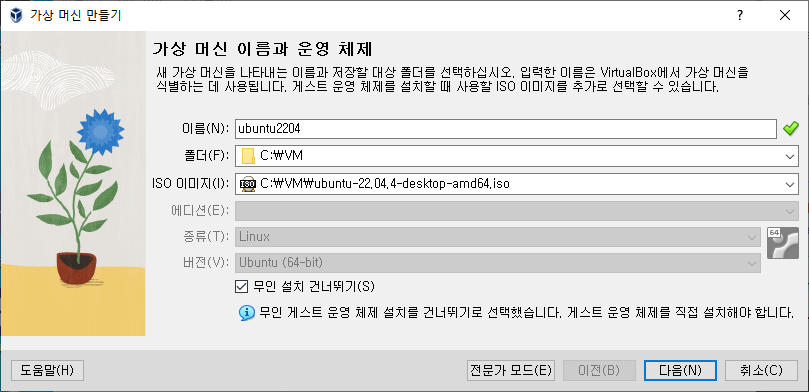 가상 머신 만들기
가상 머신 이름과 운영 체제
새 가상 머신을 나타내는 이름과 저장할 대상 폴더를 선택하십시오. 입력한 이름은 VirtualBox에서 가상 머신을
식별하는 데 사용됩니다. 게스트 운영 체제를 설치할 때 사용할 ISO 이미지를 추가로 선택할 수 있습니다.
이름(N): ubuntu2204
폴더(F): C:₩VM
ISO 이미지(I): ISO C:₩VM₩ubuntu-22.04.4-desktop-amd64.iso
에디션(E):
종류(T): Linux 64
버전(V): Ubuntu (64-bit)
무인 설치 건너뛰기(S)
무인 게스트 운영 체제 설치를 건너뛰기로 선택했습니다. 게스트 운영 체제를 직접 설치해야 합니다.
도움말(H) 전문가 모드(E) 이전(B) 다음(N) 취소(C)